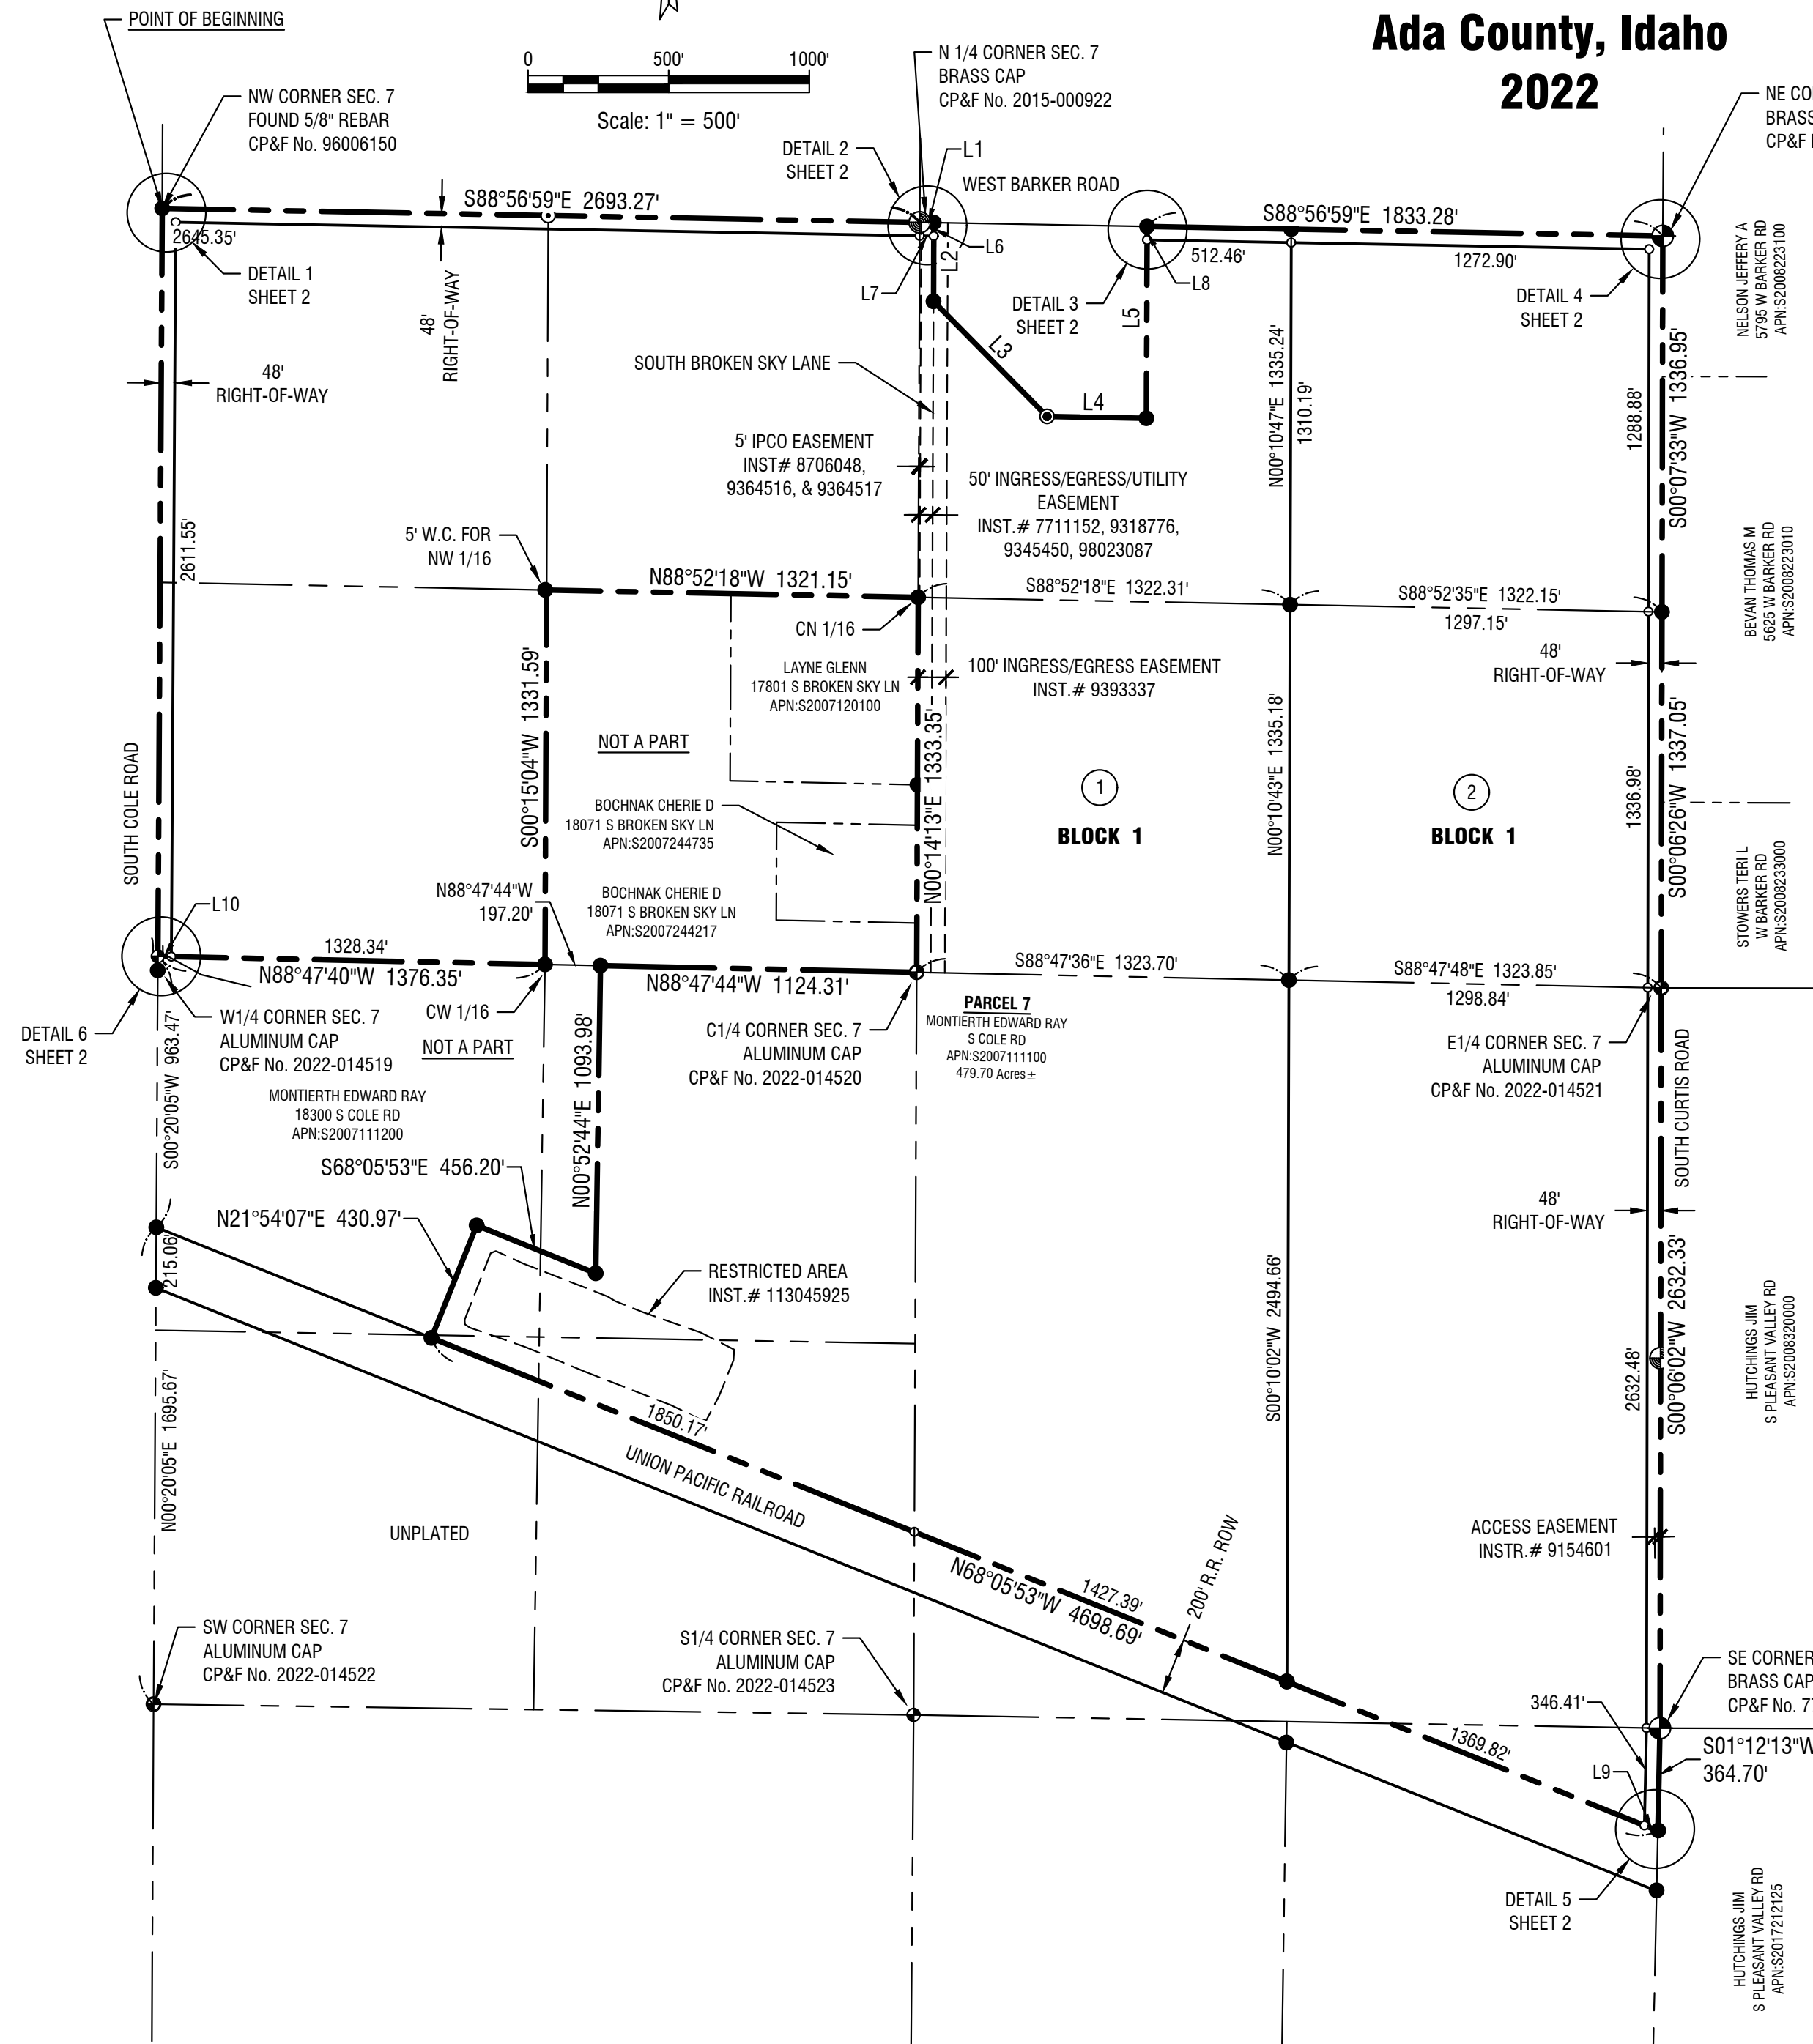 POINT OF BEGINNING
Ada County, Idaho
2022
0 500' 1000'
Scale: 1" = 500'
N 1/4 CORNER SEC. 7
BRASS CAP
CP&F No. 2015-000922
NW CORNER SEC. 7
FOUND 5/8" REBAR
CP&F No. 96006150
NE CO
BRASS
CP&F
DETAIL 2
SHEET 2
L1
WEST BARKER ROAD
S88°56'59"E 2693.27'
S88°56'59"E 1833.28'
2645.35'
L6
L2
512.46'
1272.90'
DETAIL 1
SHEET 2
L7
L8
DETAIL 3
SHEET 2
DETAIL 4
SHEET 2
L5
L3
L4
48'
RIGHT-OF-WAY
48'
RIGHT-OF-WAY
SOUTH BROKEN SKY LANE
NELSON JEFFERY A
5795 W BARKER RD
APN:S2008223100
S00°07'33"W 1336.95'
1288.88'
N00°10'47"E 1335.24'
1310.19'
5' IPCO EASEMENT
INST# 8706048,
9364516, & 9364517
50' INGRESS/EGRESS/UTILITY
EASEMENT
INST.# 7711152, 9318776,
9345450, 98023087
2611.55'
5' W.C. FOR
NW 1/16
BEVAN THOMAS M
5625 W BARKER RD
APN:S2008223010
N88°52'18"W 1321.15'
S88°52'18"E 1322.31'
S88°52'35"E 1322.15'
1297.15'
CN 1/16
48'
RIGHT-OF-WAY
LAYNE GLENN
17801 S BROKEN SKY LN
APN:S2007120100
100' INGRESS/EGRESS EASEMENT
INST.# 9393337
S00°15'04"W 1331.59'
NOT A PART
N00°14'13"E 1333.35'
N00°10'43"E 1335.18'
1336.98'
S00°06'26"W 1337.05'
SOUTH COLE ROAD
1
BLOCK 1
2
BLOCK 1
BOCHNAK CHERIE D
18071 S BROKEN SKY LN
APN:S2007244735
N88°47'44"W
197.20'
BOCHNAK CHERIE D
18071 S BROKEN SKY LN
APN:S2007244217
STOWERS TERI L
W BARKER RD
APN:S2008233000
L10
1328.34'
N88°47'40"W 1376.35'
N88°47'44"W 1124.31'
S88°47'36"E 1323.70'
S88°47'48"E 1323.85'
1298.84'
DETAIL 6
SHEET 2
W1/4 CORNER SEC. 7
ALUMINUM CAP
CP&F No. 2022-014519
CW 1/16
NOT A PART
C1/4 CORNER SEC. 7
ALUMINUM CAP
CP&F No. 2022-014520
PARCEL 7
MONTIERTH EDWARD RAY
S COLE RD
APN:S2007111100
479.70 Acres±
E1/4 CORNER SEC. 7
ALUMINUM CAP
CP&F No. 2022-014521
SOUTH CURTIS ROAD
S00°20'05"W 963.47'
MONTIERTH EDWARD RAY
18300 S COLE RD
APN:S2007111200
N00°52'44"E 1093.98'
S68°05'53"E 456.20'
N21°54'07"E 430.97'
215.06'
48'
RIGHT-OF-WAY
RESTRICTED AREA
INST.# 113045925
S00°10'02"W 2494.66'
2632.48'
S00°06'02"W 2632.33'
HUTCHINGS JIM
S PLEASANT VALLEY RD
APN:S2008320000
N00°20'05"E 1695.67'
1850.17'
UNION PACIFIC RAILROAD
UNPLATED
N68°05'53"W 4698.69'
1427.39'
200' R.R. ROW
ACCESS EASEMENT
INSTR.# 9154601
SW CORNER SEC. 7
ALUMINUM CAP
CP&F No. 2022-014522
S1/4 CORNER SEC. 7
ALUMINUM CAP
CP&F No. 2022-014523
SE CORNER
BRASS CAP
CP&F No. 7
346.41'
1369.82'
S01°12'13"W
364.70'
L9
DETAIL 5
SHEET 2
HUTCHINGS JIM
S PLEASANT VALLEY RD
APN:S2017212125